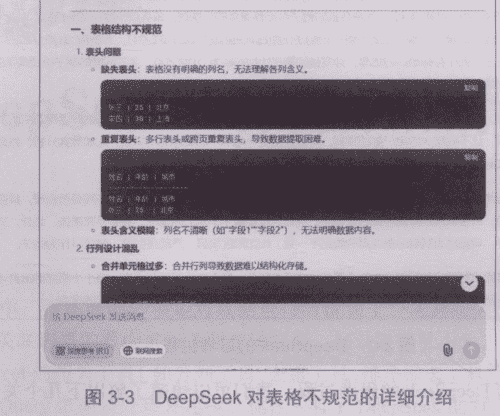 一、表格结构不规范
1. 表头问题
• 缺失表头：表格没有明确的列名，无法理解各列含义。
复制
张三 | 25 | 北京
李四 | 30 | 上海
• 重复表头：多行表头或跨页重复表头，导致数据提取困难。
复制
姓名 | 年龄 | 城市
姓名 | 年龄 | 城市
张三 | 25 | 北京
• 表头含义模糊：列名不清晰（如“字段1”“字段2”），无法明确数据内容。
2. 行列设计混乱
• 合并单元格过多：合并行列导致数据难以结构化存储。
给 DeepSeek 发送消息
深度思考 (R1)
联网搜索
图 3-3 DeepSeek 对表格不规范的详细介绍